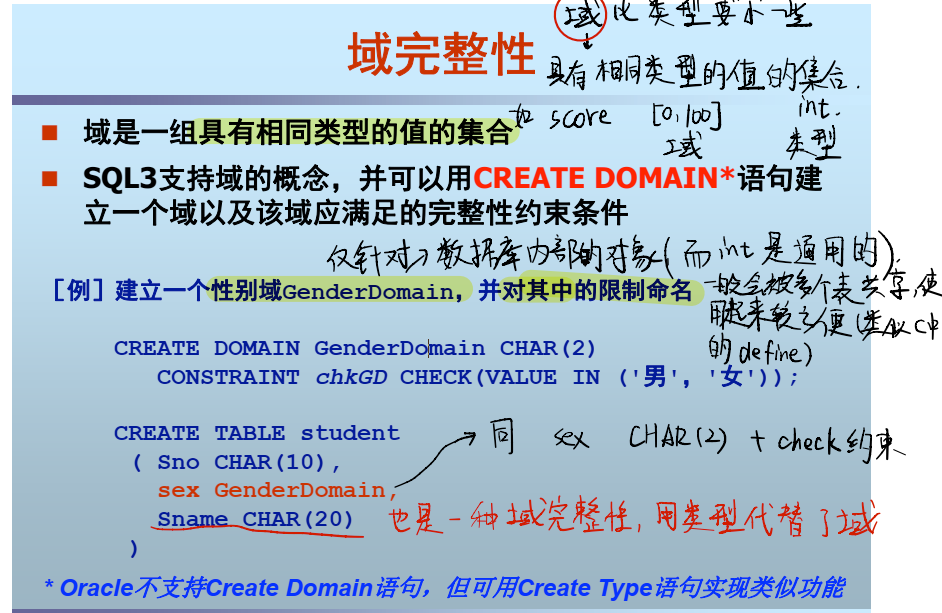 域比类型要小一些
域完整性
具有相同类型的值的集合.
域是一组具有相同类型的值的集合
如 score [0,100] int.
域 类型
SQL3支持域的概念，并可以用CREATE DOMAIN*语句建
立一个域以及该域应满足的完整性约束条件
仅针对于数据库内部的对象(而int是通用的).
[例] 建立一个性别域GenderDomain，并对其中的限制命名
一般会被多个表共享,使
用起来较方便(类似C中
的define)
CREATE DOMAIN GenderDomain CHAR(2)
CONSTRAINT chkGD CHECK(VALUE IN ('男', '女'));
CREATE TABLE student
( Sno CHAR(10),
sex GenderDomain,
同 sex CHAR(2) + check约束
Sname CHAR(20)
也是一种域完整性,用类型代替了域
)
* Oracle不支持Create Domain语句，但可用Create Type语句实现类似功能